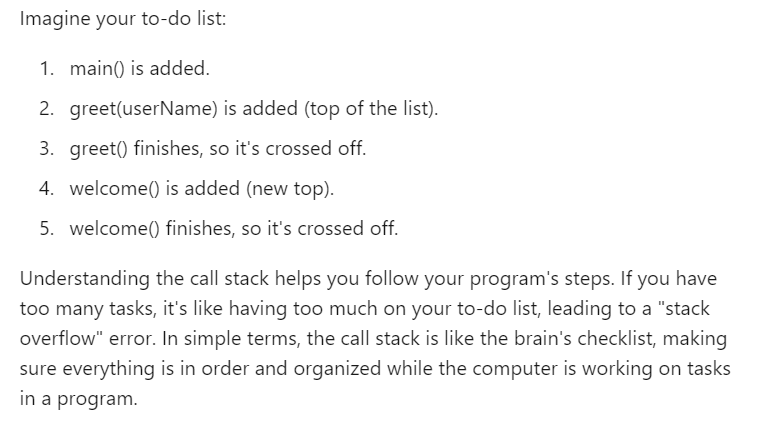 Imagine your to-do list:
1. main() is added.
2. greet(userName) is added (top of the list).
3. greet() finishes, so it's crossed off.
4. welcome() is added (new top).
5. welcome() finishes, so it's crossed off.
Understanding the call stack helps you follow your program's steps. If you have
too many tasks, it's like having too much on your to-do list, leading to a "stack
overflow" error. In simple terms, the call stack is like the brain's checklist, making
sure everything is in order and organized while the computer is working on tasks
in a program.